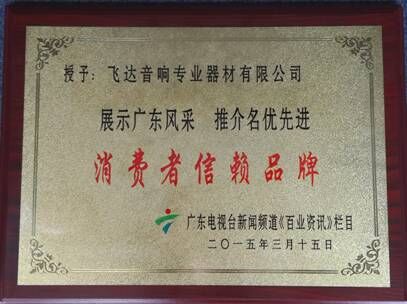 授予：飞达音响专业器材有限公司
展示广东风采 推介名优先进
消费者信赖品牌
广东电视台新闻频道《百业资讯》栏目
二〇一五年三月十五日